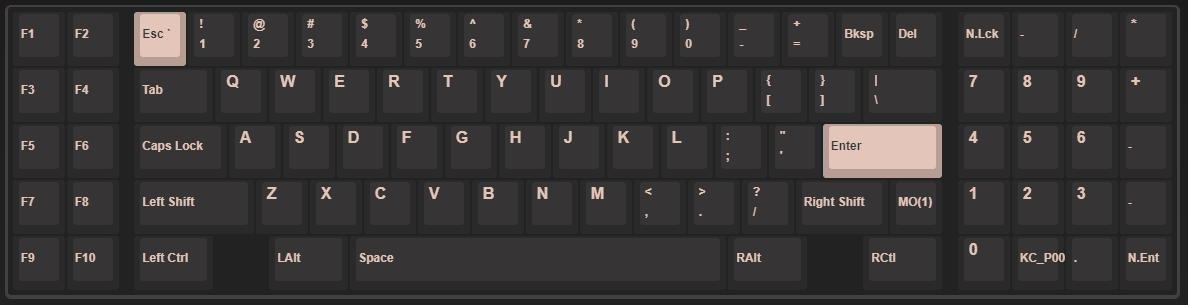 F1 F2 Esc ` ! 1 @ 2 # 3 $ 4 % 5 ^ 6 & 7 * 8 ( 9 ) 0 _ - + = Bksp Del N.Lck - / *
F3 F4 Tab Q W E R T Y U I O P { [ } ] | \ 7 8 9 +
F5 F6 Caps Lock A S D F G H J K L : ; " ' Enter 4 5 6 -
F7 F8 Left Shift Z X C V B N M < , > . ? / Right Shift MO(1) 1 2 3 -
F9 F10 Left Ctrl LAlt Space RAlt RCtl 0 KC_P00 . N.Ent